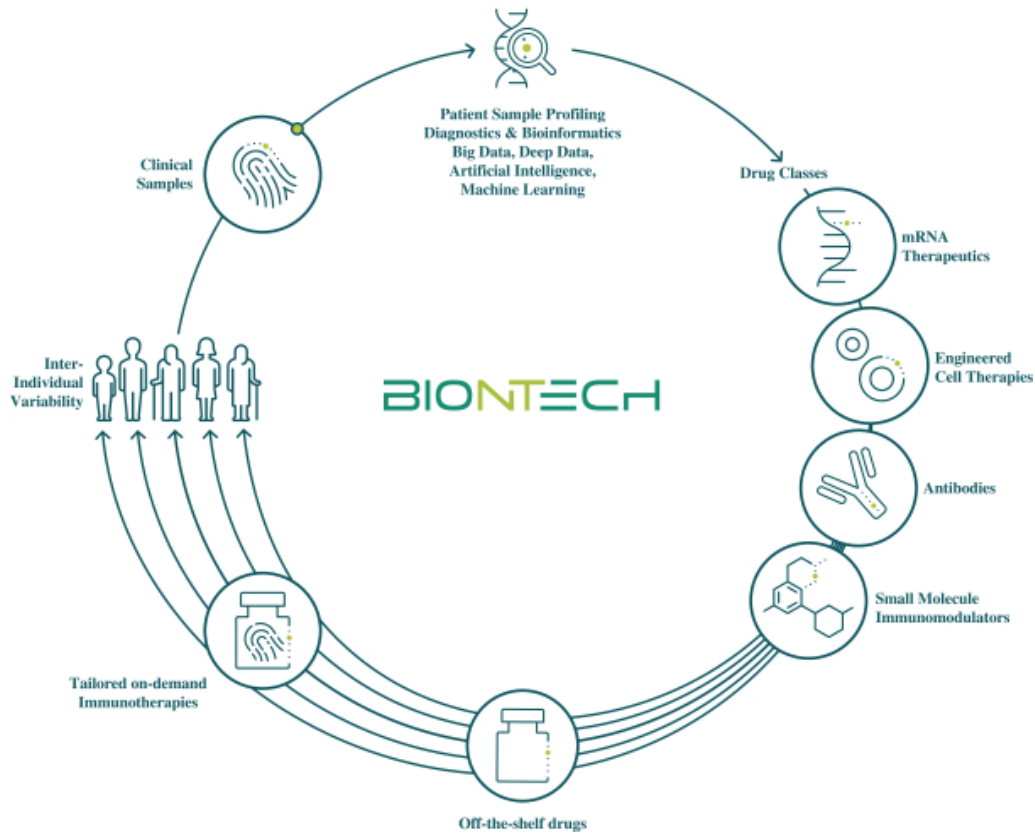 Patient Sample Profiling
Diagnostics & Bioinformatics
Big Data, Deep Data,
Artificial Intelligence,
Machine Learning
Clinical
Samples
Drug Classes
mRNA
Therapeutics
Inter-
Individual
Variability
Engineered
Cell Therapies
BIONTECH
Antibodies
Small Molecule
Immunomodulators
Tailored on-demand
Immunotherapies
Off-the-shelf drugs